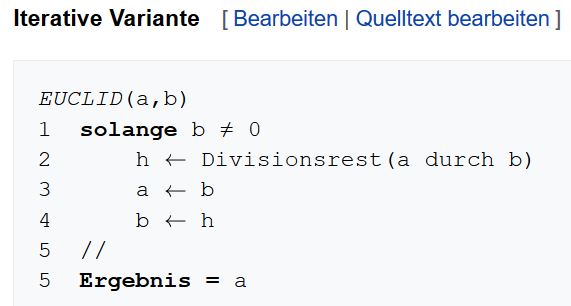 Iterative Variante [ Bearbeiten | Quelltext bearbeiten ]
EUCLID(a,b)
1 solange b ≠ 0
2 h ← Divisionsrest(a durch b)
3 a ← b
4 b ← h
5 //
5 Ergebnis = a